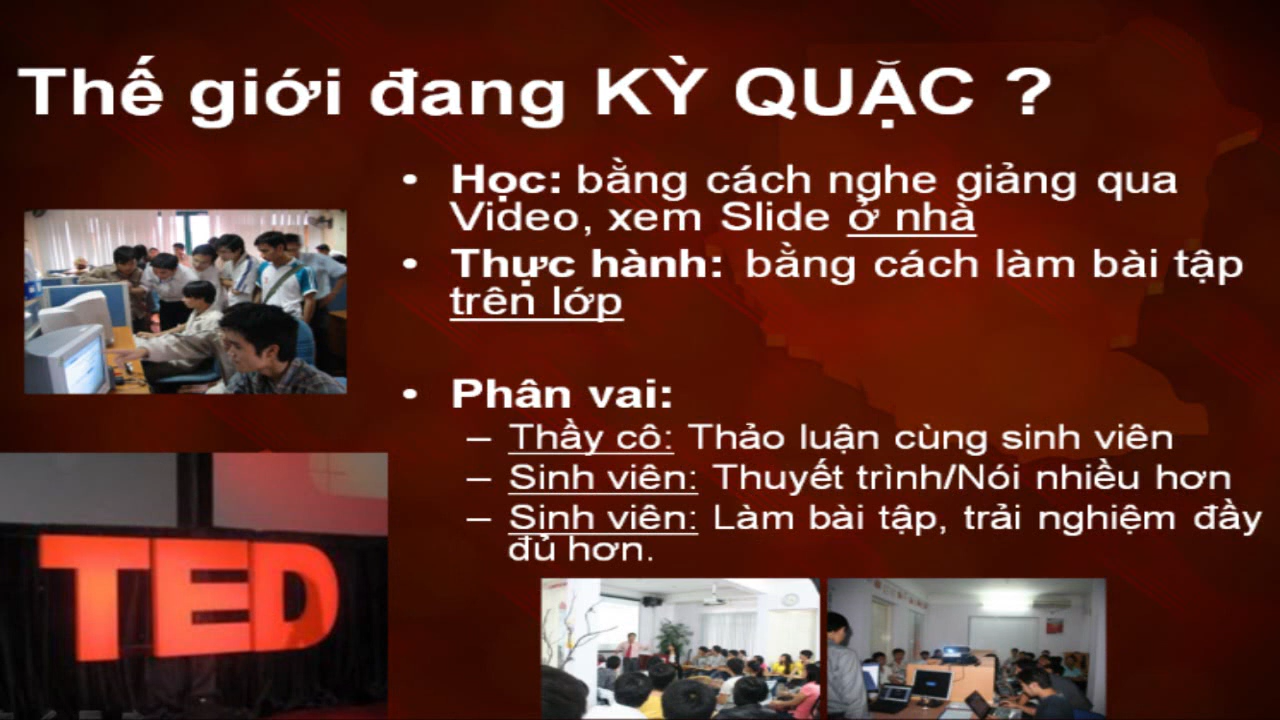 Thế giới đang KỲ QUẶC ?
• Học: bằng cách nghe giảng qua
Video, xem Slide ở nhà
• Thực hành: bằng cách làm bài tập
trên lớp
• Phân vai:
– Thầy cô: Thảo luận cùng sinh viên
– Sinh viên: Thuyết trình/Nói nhiều hơn
– Sinh viên: Làm bài tập, trải nghiệm đầy
đủ hơn.
TED